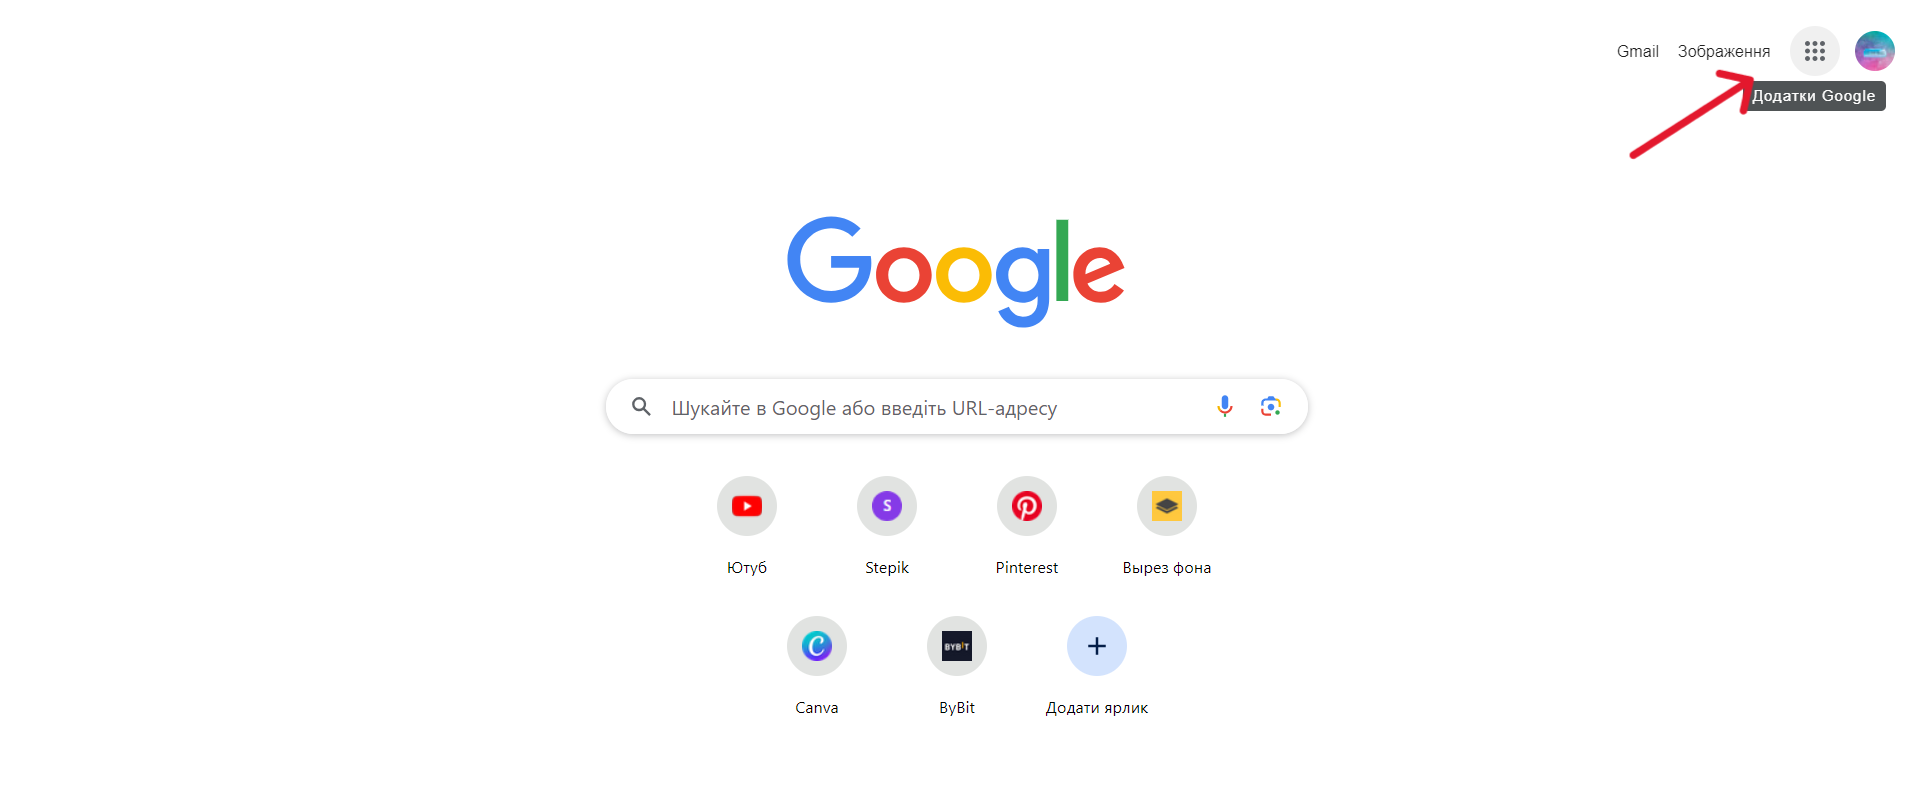 Gmail Зображення
Додатки Google
Google
Шукайте в Google або введіть URL-адресу
S
Ютуб Stepik Pinterest Вырез фона
BYBIT
Canva ByBit Додати ярлик